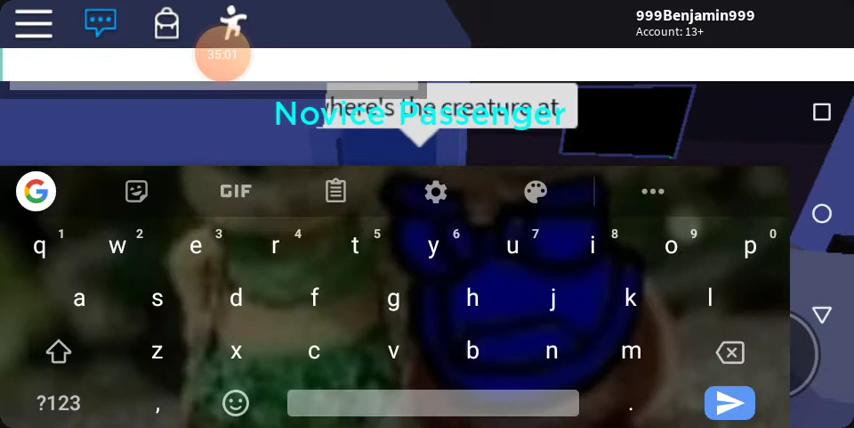 999Benjamin999
Account: 13+
35:01
here's the creature at
Novice Passenger
GIF
q 1 w 2 e 3 r 4 t 5 y 6 u 7 i 8 o 9 p 0
a s d f g h j k l
z x c v b n m
?123 , .